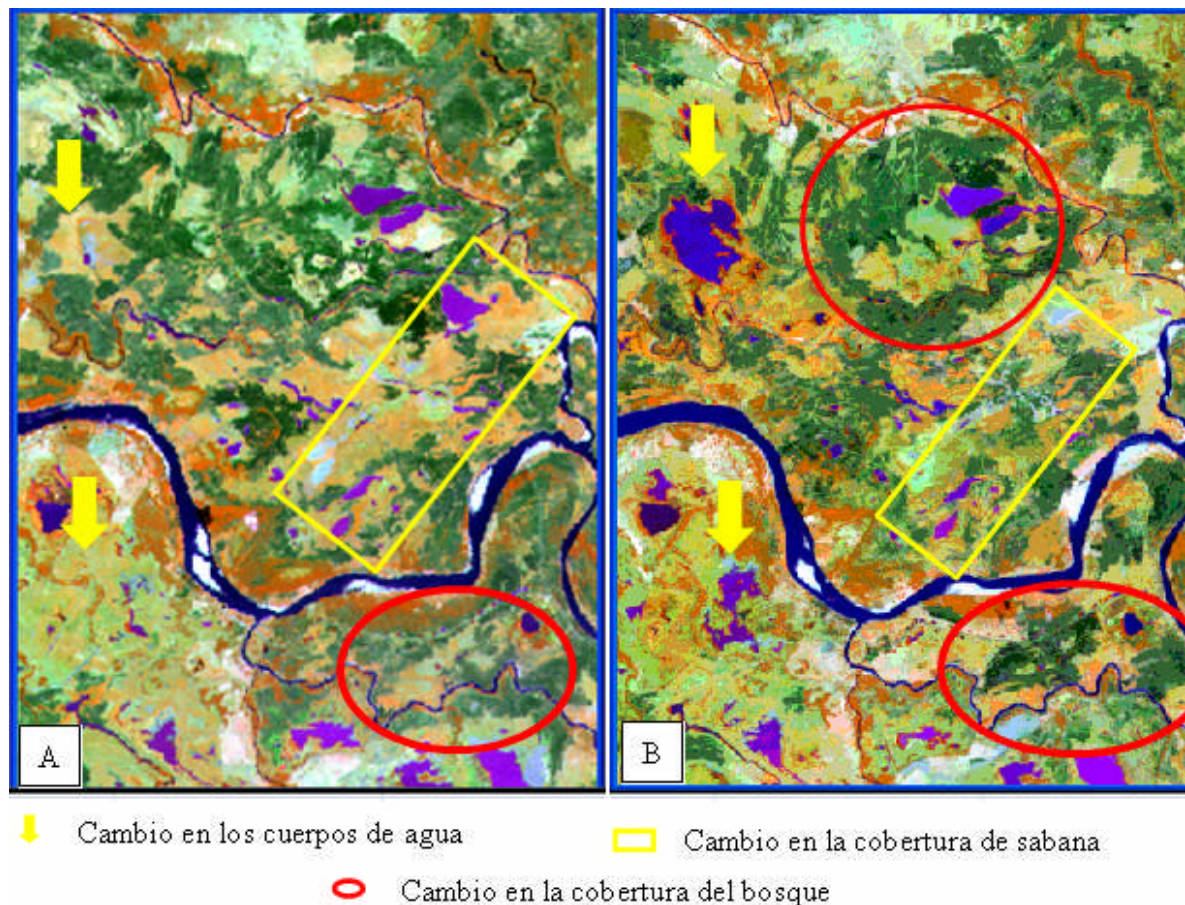 A
B
Cambio en los cuerpos de agua
Cambio en la cobertura de sabana
Cambio en la cobertura del bosque